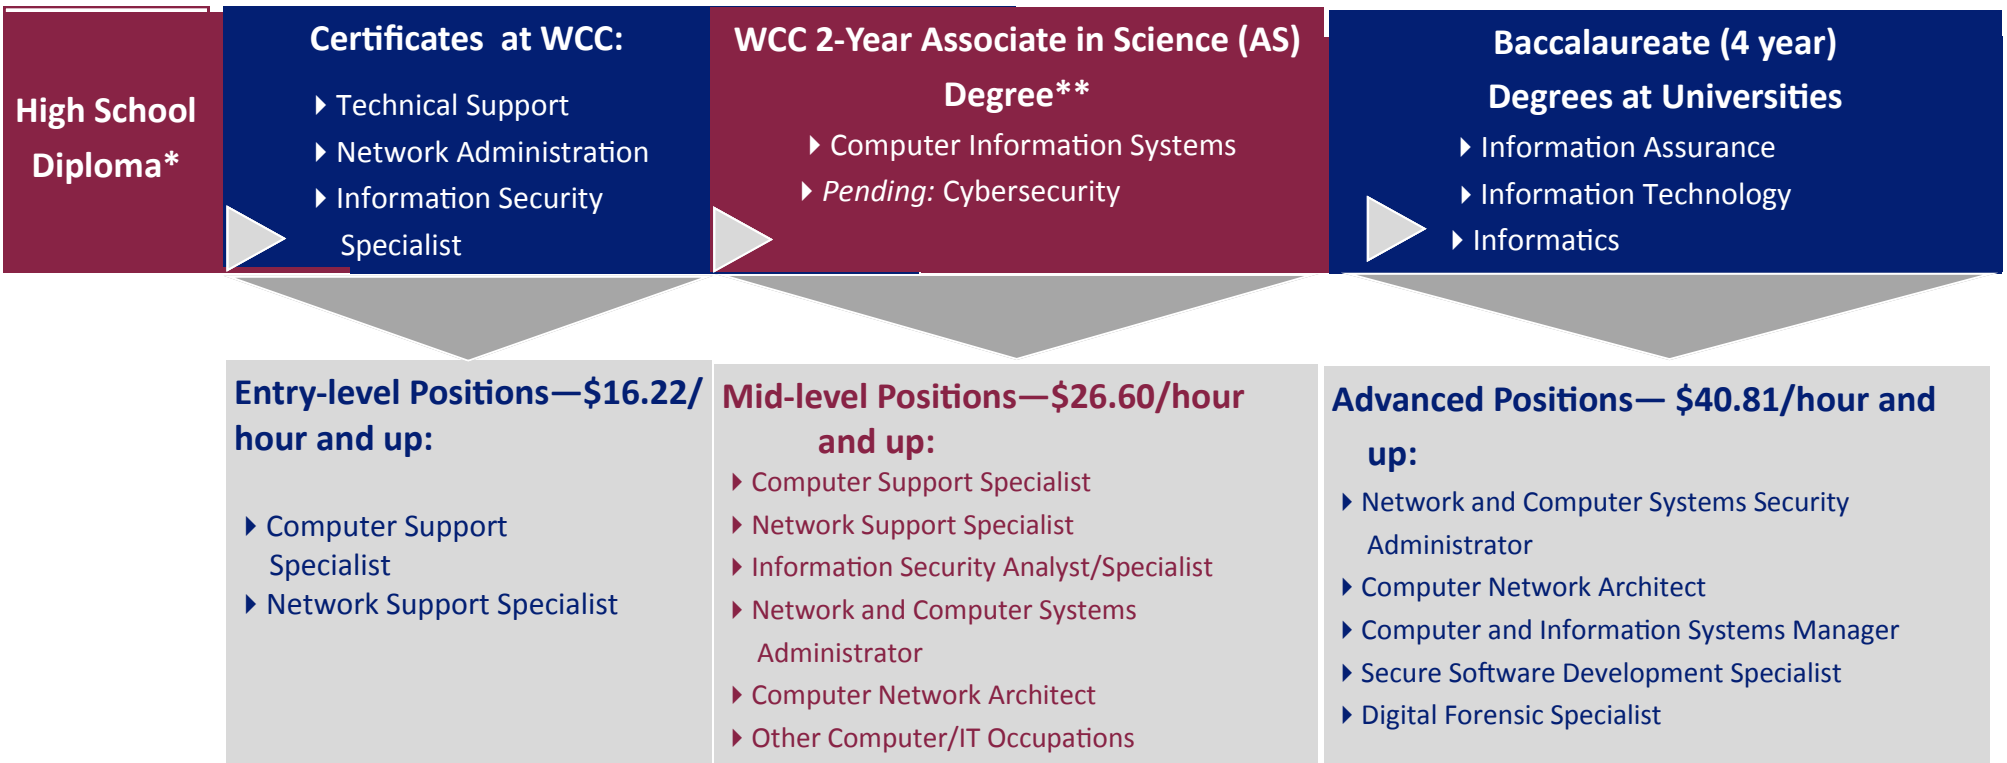 High School
Diploma*
Certificates at WCC:
Technical Support
Network Administration
Information Security
Specialist
WCC 2-Year Associate in Science (AS)
Degree**
Computer Information Systems
Pending: Cybersecurity
Baccalaureate (4 year)
Degrees at Universities
Information Assurance
Information Technology
Informatics
Entry-level Positions—$16.22/
hour and up:
Computer Support
Specialist
Network Support Specialist
Mid-level Positions—$26.60/hour
and up:
Computer Support Specialist
Network Support Specialist
Information Security Analyst/Specialist
Network and Computer Systems
Administrator
Computer Network Architect
Other Computer/IT Occupations
Advanced Positions— $40.81/hour and
up:
Network and Computer Systems Security
Administrator
Computer Network Architect
Computer and Information Systems Manager
Secure Software Development Specialist
Digital Forensic Specialist